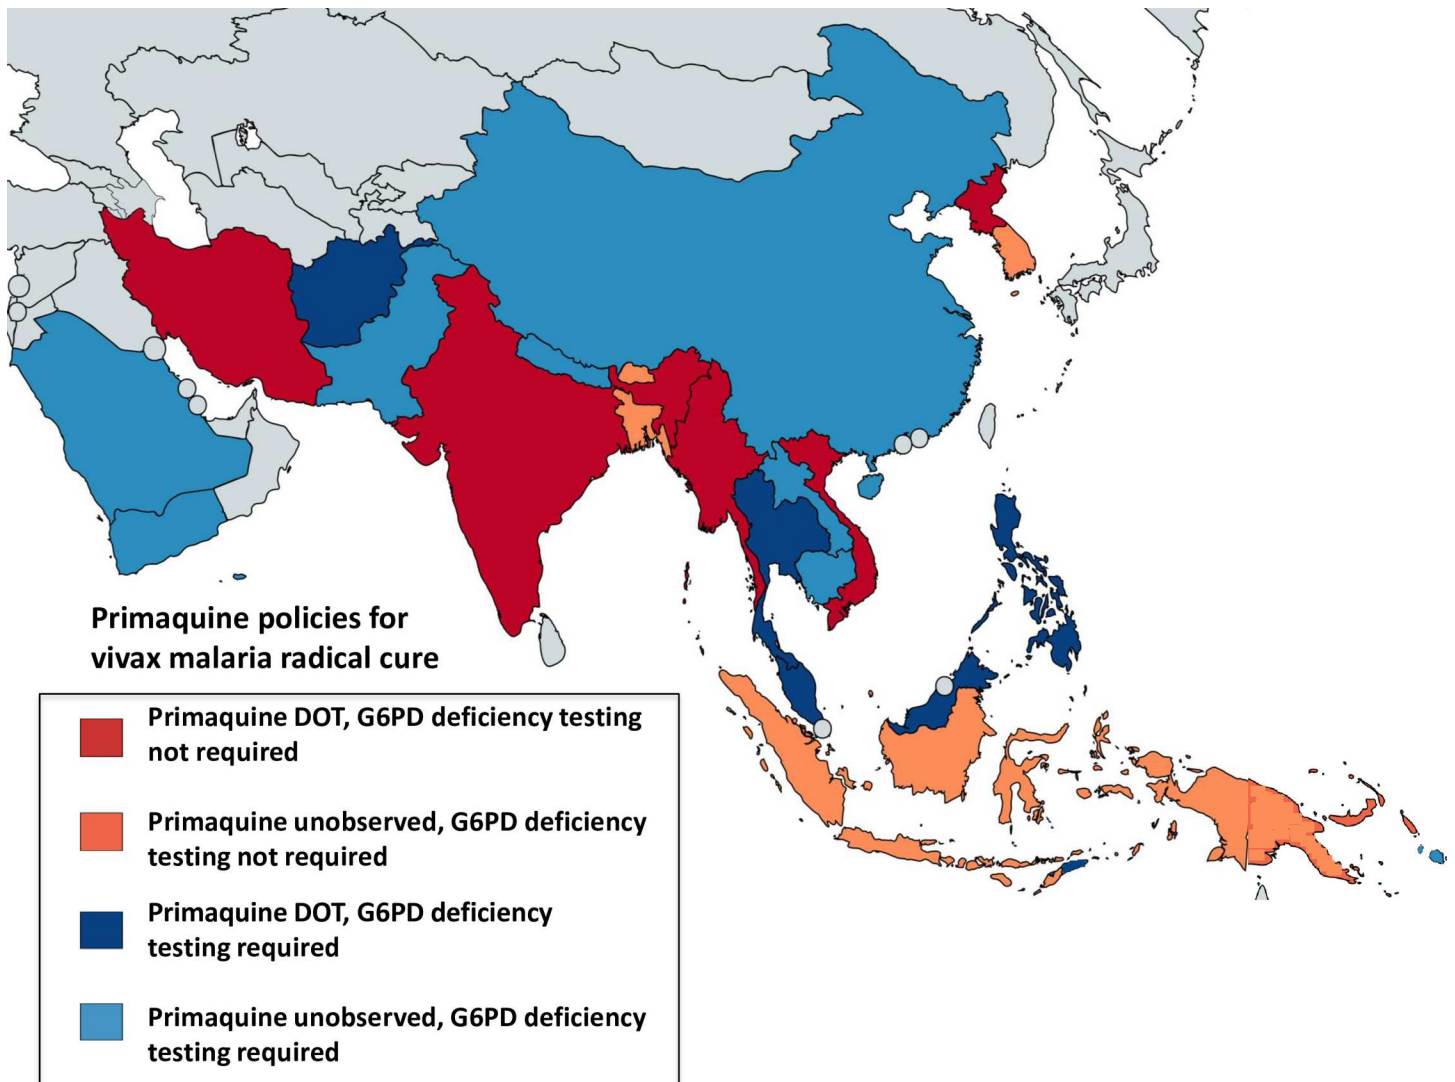 Primaquine policies for
vivax malaria radical cure
Primaquine DOT, G6PD deficiency testing
not required
Primaquine unobserved, G6PD deficiency
testing not required
Primaquine DOT, G6PD deficiency
testing required
Primaquine unobserved, G6PD deficiency
testing required